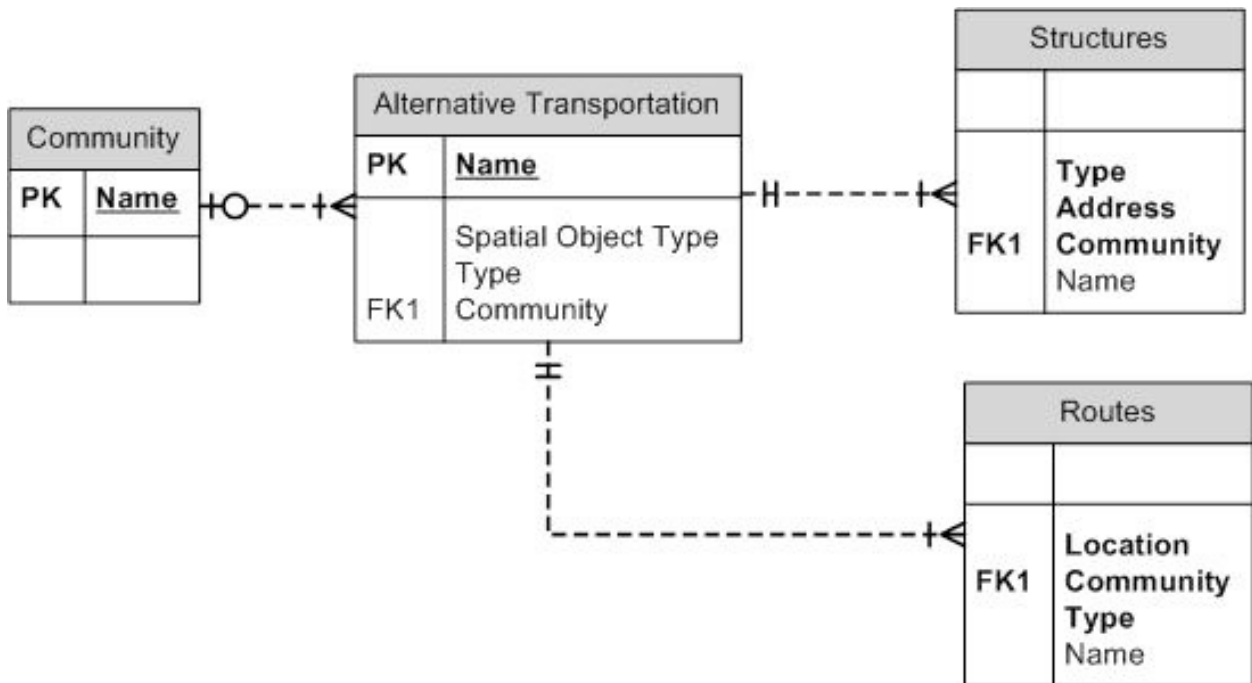 Community
PK Name
Alternative Transportation
PK Name
Spatial Object Type
Type
FK1 Community
Structures
Type
Address
FK1 Community
Name
Routes
Location
FK1 Community
Type
Name